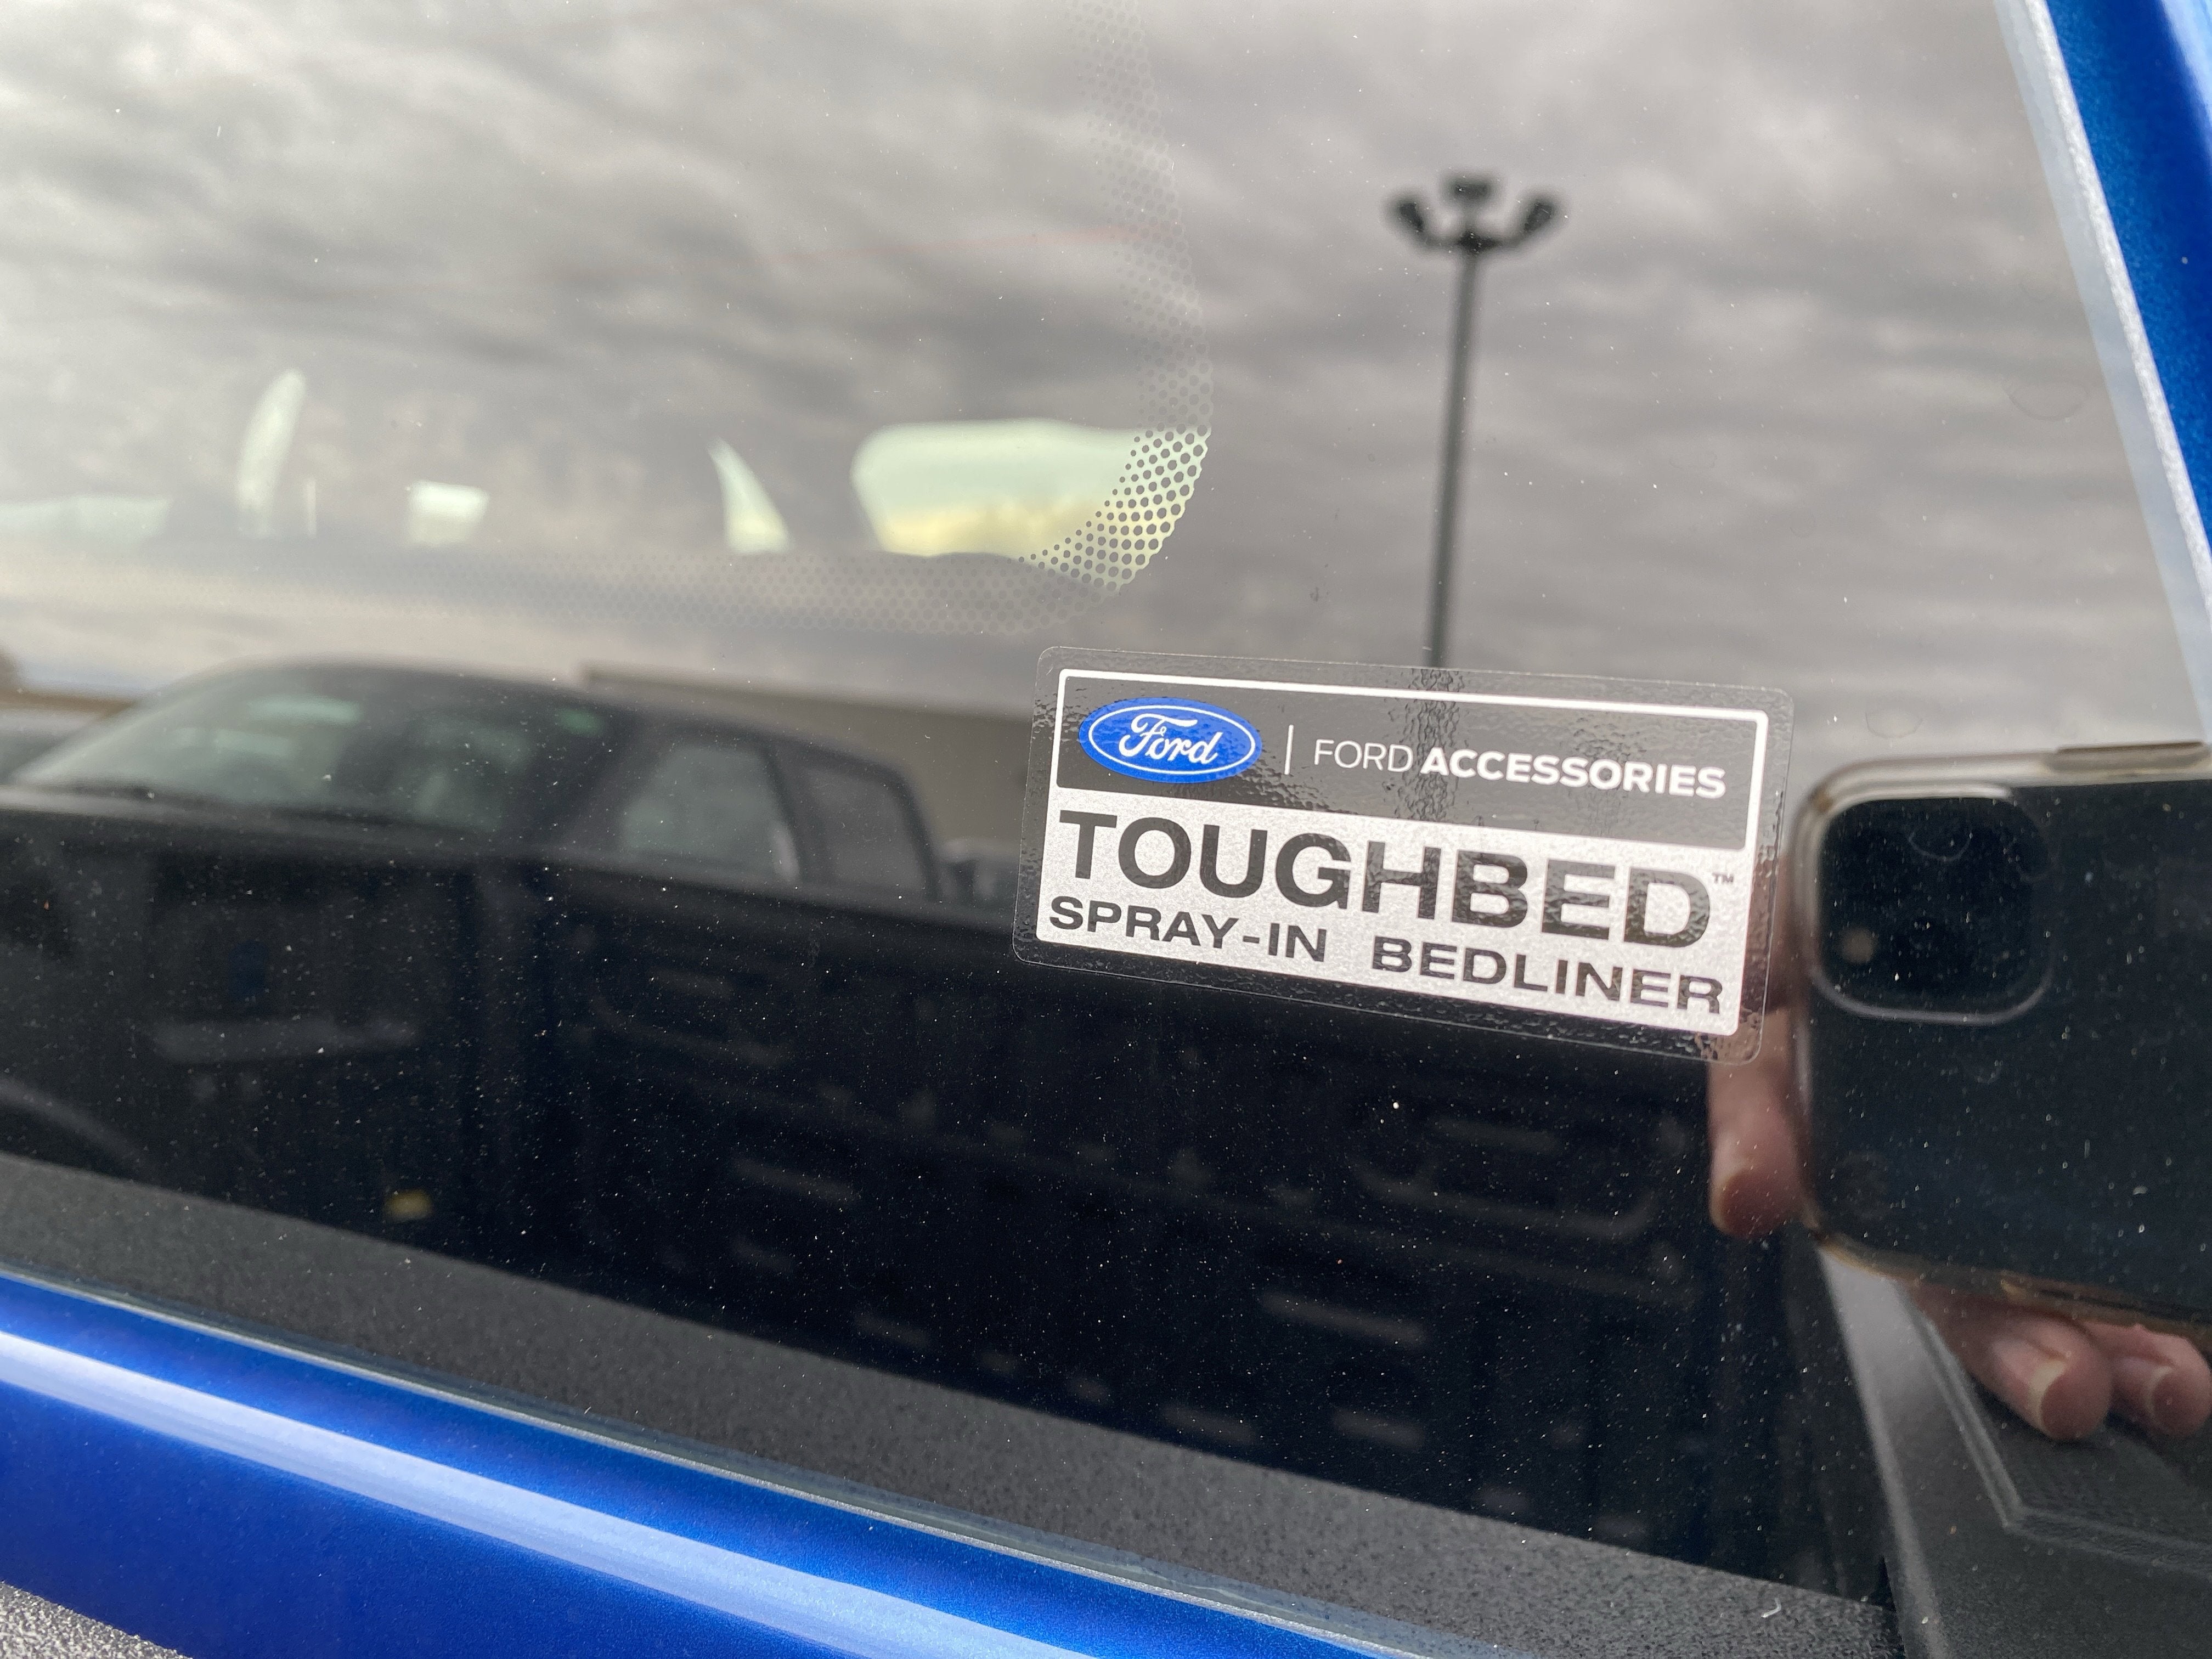 Ford | FORD ACCESSORIES
TOUGHBED™
SPRAY-IN BEDLINER